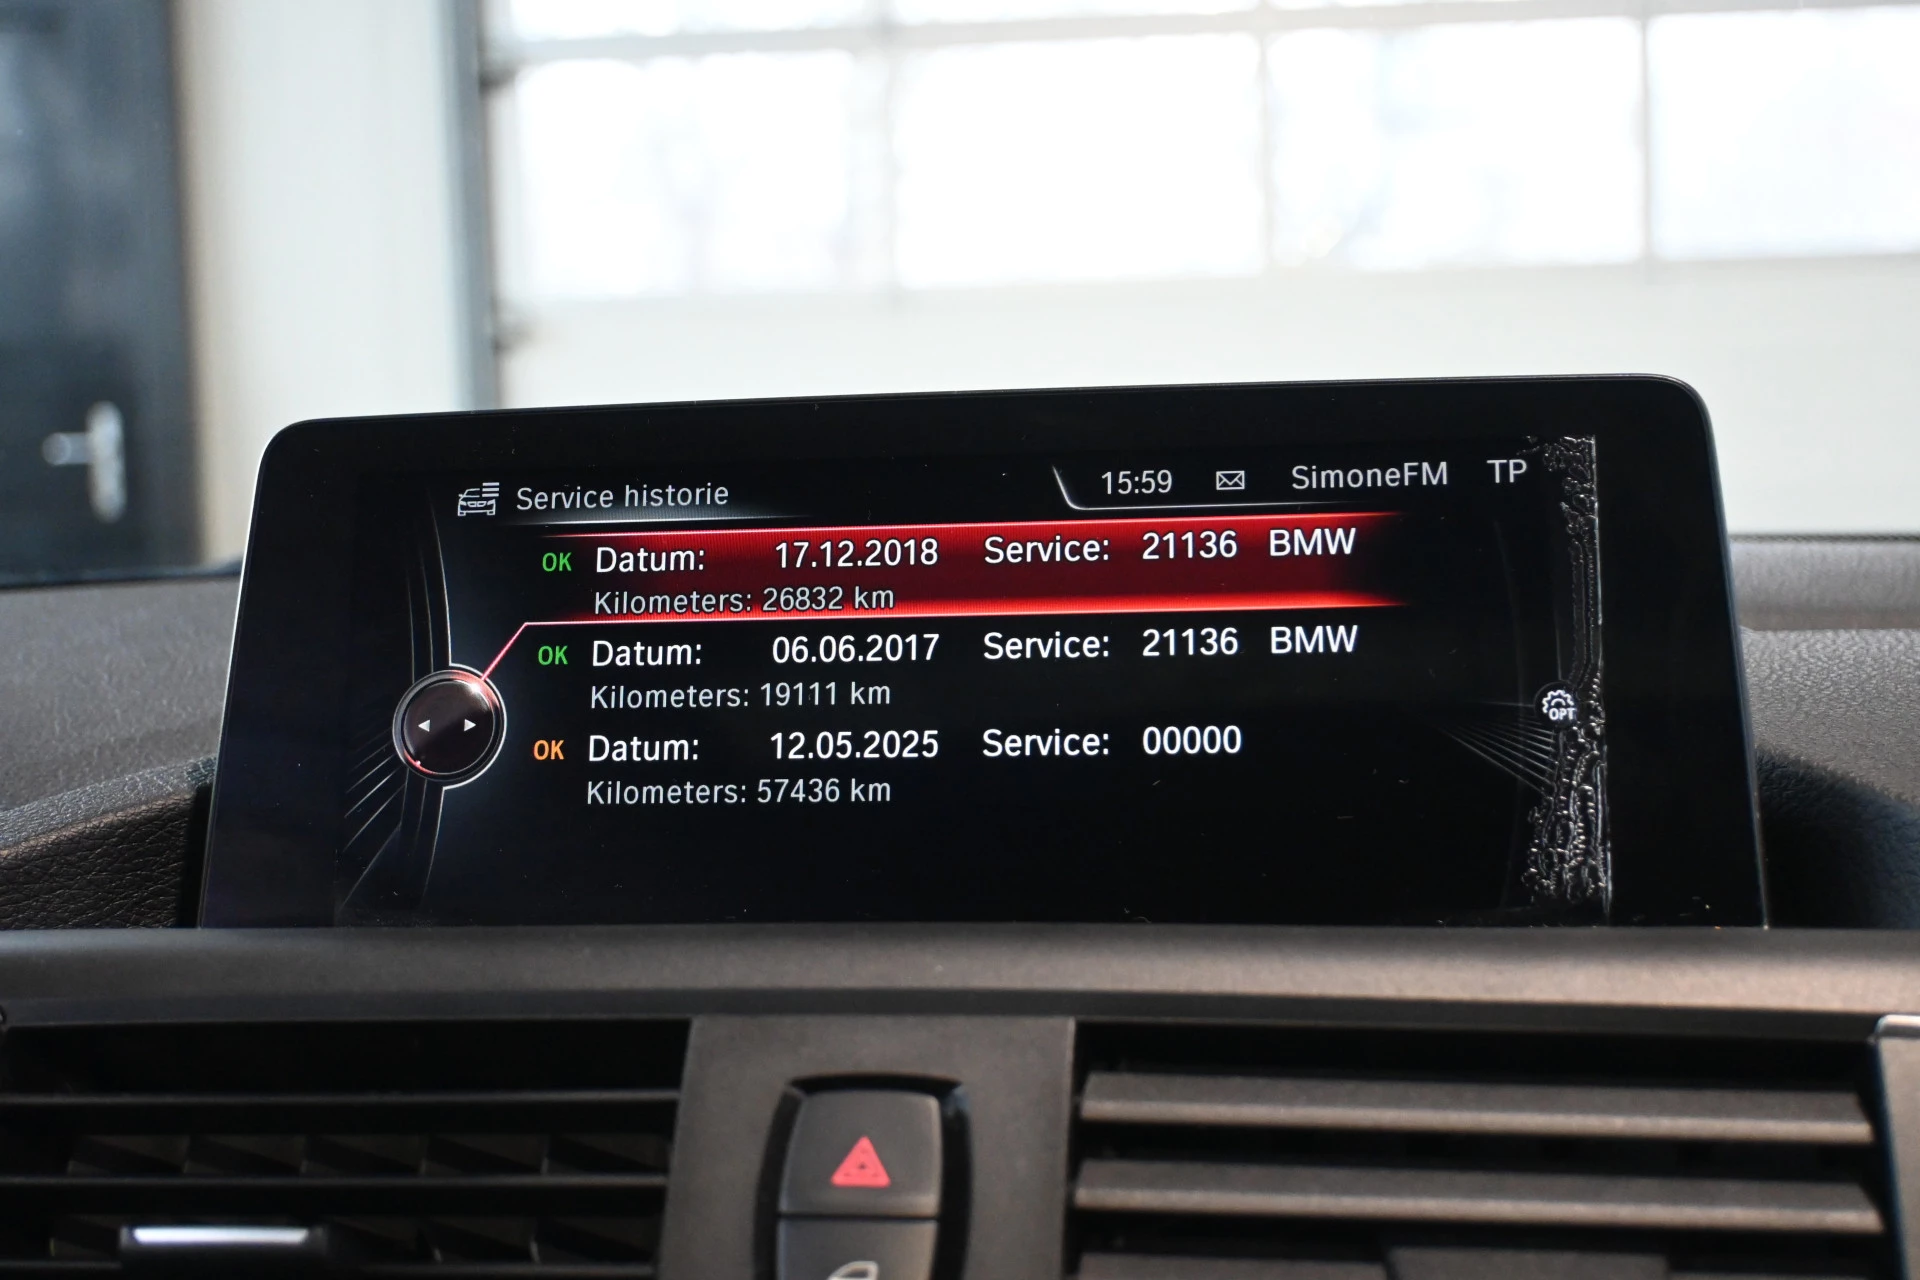 Service historie 15:59 SimoneFM TP
OK Datum: 17.12.2018 Service: 21136 BMW
Kilometers: 26832 km
OK Datum: 06.06.2017 Service: 21136 BMW
Kilometers: 19111 km
OK Datum: 12.05.2025 Service: 00000
Kilometers: 57436 km
OPT